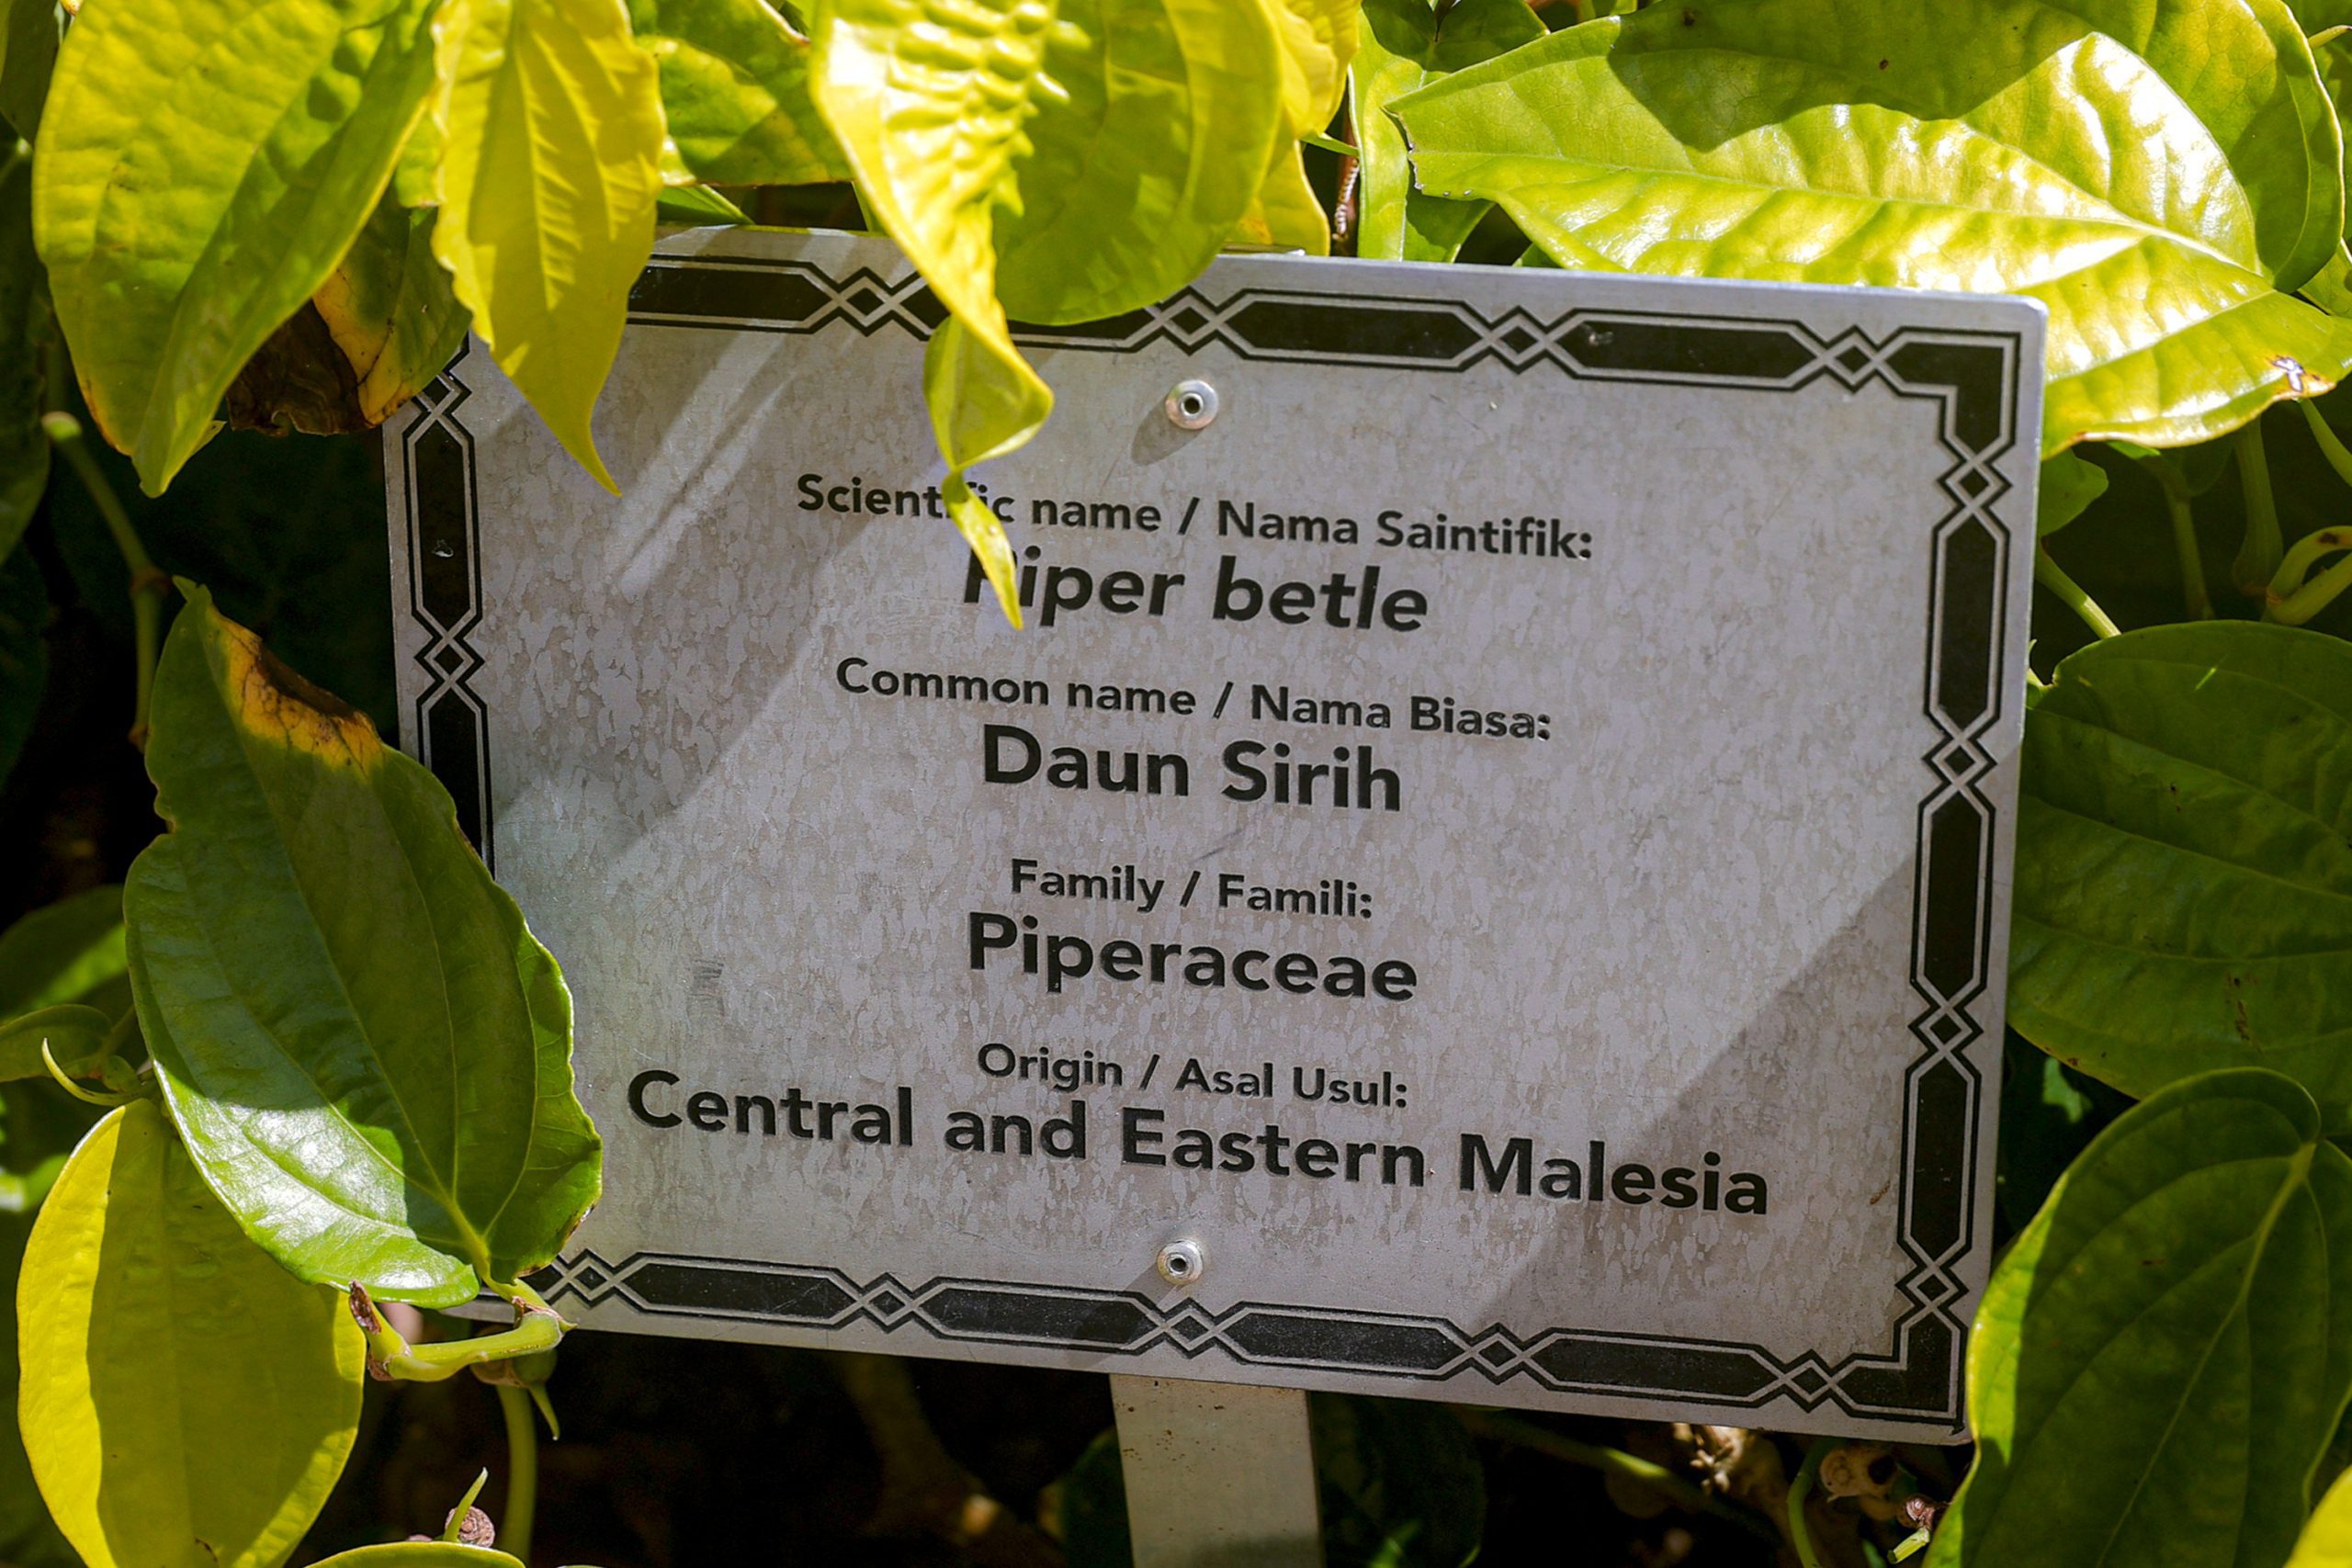 Scientific name / Nama Saintifik:
Piper betle
Common name / Nama Biasa:
Daun Sirih
Family / Famili:
Piperaceae
Origin / Asal Usul:
Central and Eastern Malesia